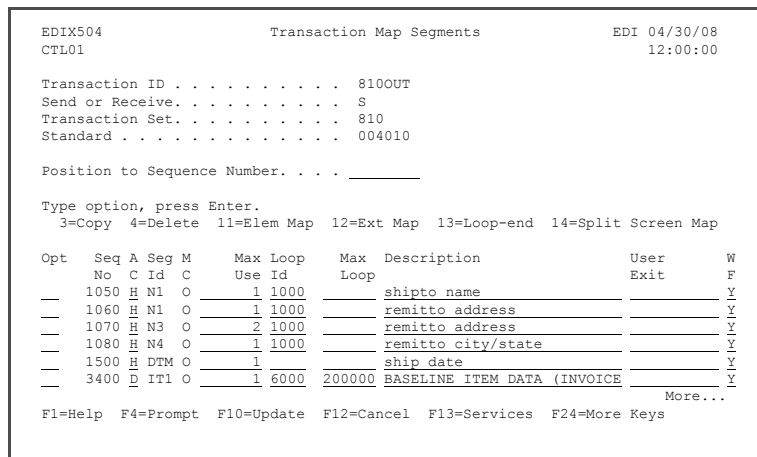 EDIX504 Transaction Map Segments EDI 04/30/08
CTL01 12:00:00
Transaction ID . . . . . . . . . . 810OUT
Send or Receive. . . . . . . . . . S
Transaction Set. . . . . . . . . . 810
Standard . . . . . . . . . . . . . 004010
Position to Sequence Number. . . .
Type option, press Enter.
3=Copy 4=Delete 11=Elem Map 12=Ext Map 13=Loop-end 14=Split Screen Map
Opt Seq A Seg M Max Loop Max Description User W
No C Id C Use Id Loop Exit F
1050 H N1 O 1 1000 shipto name Y
1060 H N1 O 1 1000 remitto address Y
1070 H N3 O 2 1000 remitto address Y
1080 H N4 O 1 1000 remitto city/state Y
1500 H DTM O 1 ship date Y
3400 D IT1 O 1 6000 200000 BASELINE ITEM DATA (INVOICE Y
More...
F1=Help F4=Prompt F10=Update F12=Cancel F13=Services F24=More Keys